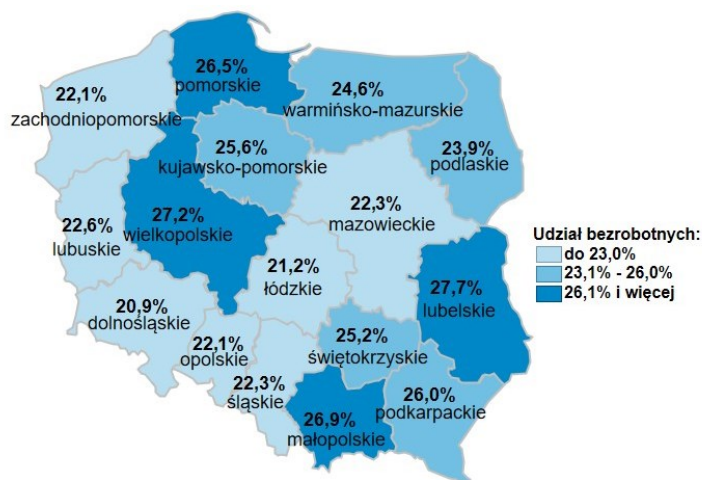 26,5%
pomorskie
22,1%
zachodniopomorskie
24,6%
warmińsko-mazurskie
25,6%
kujawsko-pomorskie
23,9%
podlaskie
22,6%
lubuskie
27,2%
wielkopolskie
22,3%
mazowieckie
21,2%
łódzkie
20,9%
dolnośląskie
22,1%
opolskie
22,3%
śląskie
25,2%
świętokrzyskie
27,7%
lubelskie
26,9%
małopolskie
26,0%
podkarpackie
Udział bezrobotnych:
do 23,0%
23,1% - 26,0%
26,1% i więcej